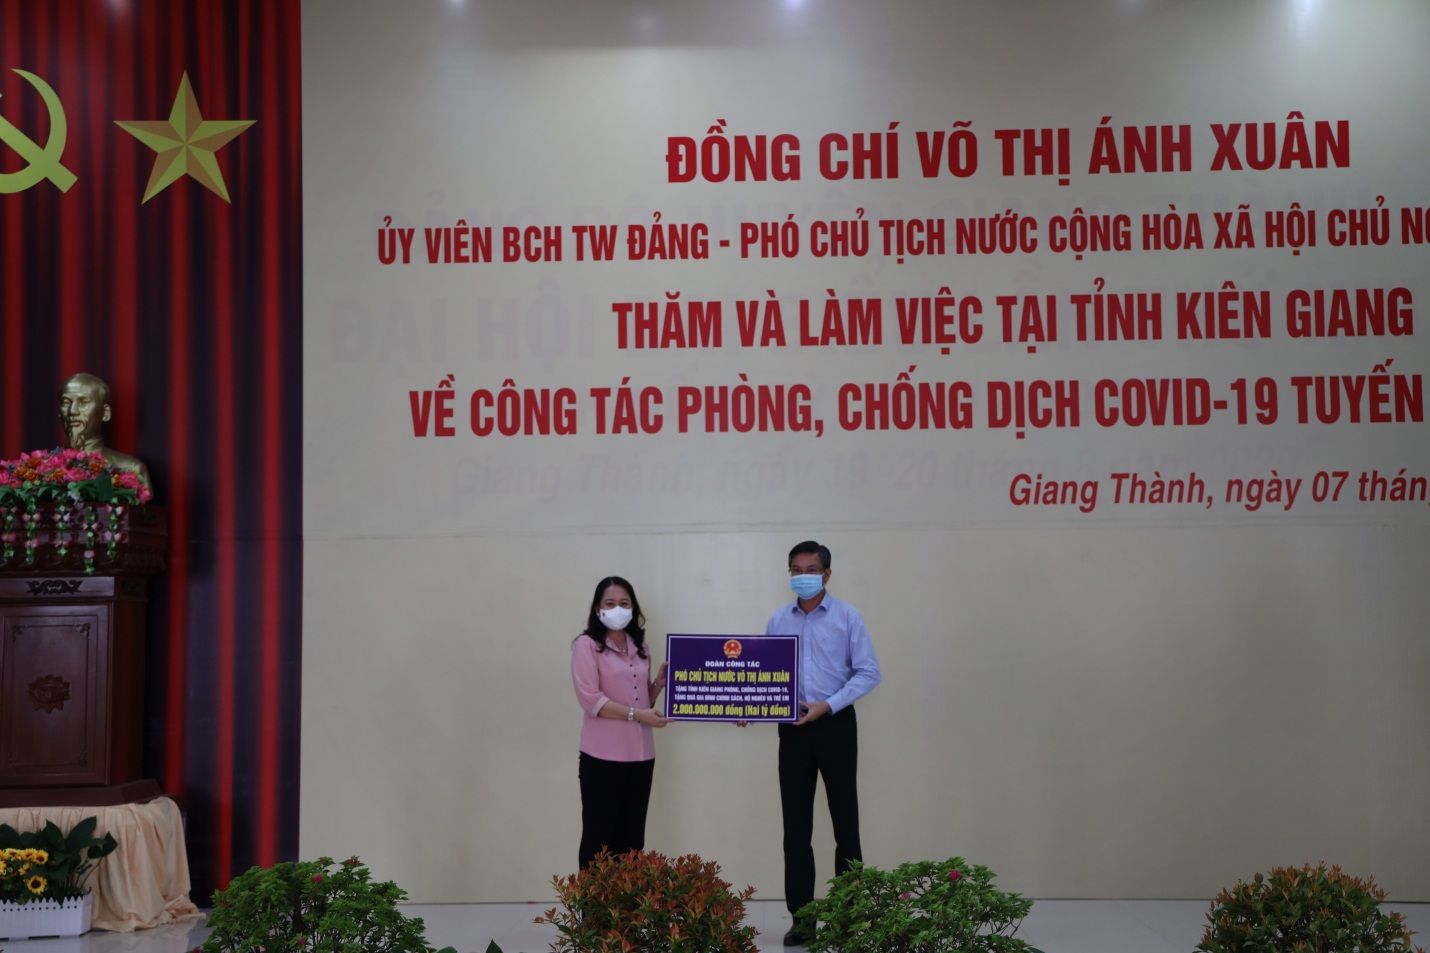 ĐỒNG CHÍ VÕ THỊ ÁNH XUÂN
ỦY VIÊN BCH TW ĐẢNG - PHÓ CHỦ TỊCH NƯỚC CỘNG HÒA XÃ HỘI CHỦ
THĂM VÀ LÀM VIỆC TẠI TỈNH KIÊN GIANG
VỀ CÔNG TÁC PHÒNG, CHỐNG DỊCH COVID-19 TUYẾN
Giang Thành, ngày 07
ĐOÀN CÔNG TÁC
PHÓ CHỦ TỊCH NƯỚC VÕ THỊ ÁNH XUÂN
TẶNG TỈNH KIÊN GIANG PHÒNG, CHỐNG DỊCH COVID-19,
TẶNG QUÀ GIA ĐÌNH CHÍNH SÁCH, HỘ NGHÈO VÀ TRẺ EM
2.000.000.000 đồng (Hai tỷ đồng)